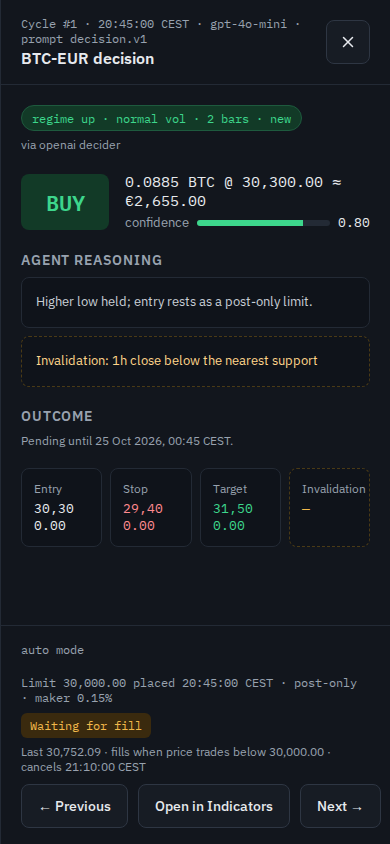 Cycle #1 · 20:45:00 CEST · gpt-4o-mini ·
prompt decision.v1
BTC-EUR decision
×
regime up · normal vol · 2 bars · new
via openai decider
BUY
0.0885 BTC @ 30,300.00 ≈
€2,655.00
confidence 0.80
AGENT REASONING
Higher low held; entry rests as a post-only limit.
Invalidation: 1h close below the nearest support
OUTCOME
Pending until 25 Oct 2026, 00:45 CEST.
Entry Stop Target Invalidation
30,30 29,40 31,50 —
0.00 0.00 0.00
auto mode
Limit 30,000.00 placed 20:45:00 CEST · post-only
· maker 0.15%
Waiting for fill
Last 30,752.09 · fills when price trades below 30,000.00 ·
cancels 21:10:00 CEST
← Previous Open in Indicators Next →